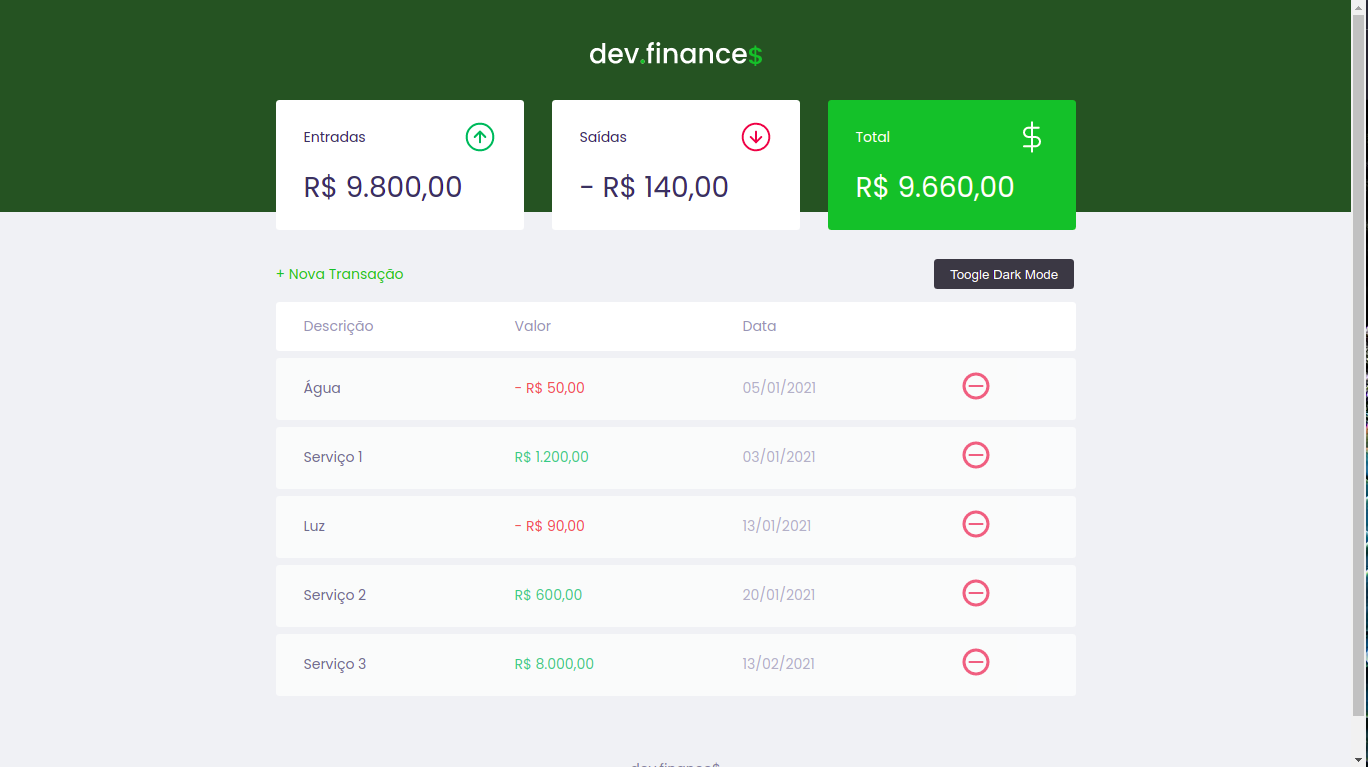 dev.finance$
Entradas
R$ 9.800,00
Saídas
- R$ 140,00
Total
$
R$ 9.660,00
+ Nova Transação
Toogle Dark Mode
Descrição Valor Data
Água - R$ 50,00 05/01/2021
Serviço 1 R$ 1.200,00 03/01/2021
Luz - R$ 90,00 13/01/2021
Serviço 2 R$ 600,00 20/01/2021
Serviço 3 R$ 8.000,00 13/02/2021
dev.finance$